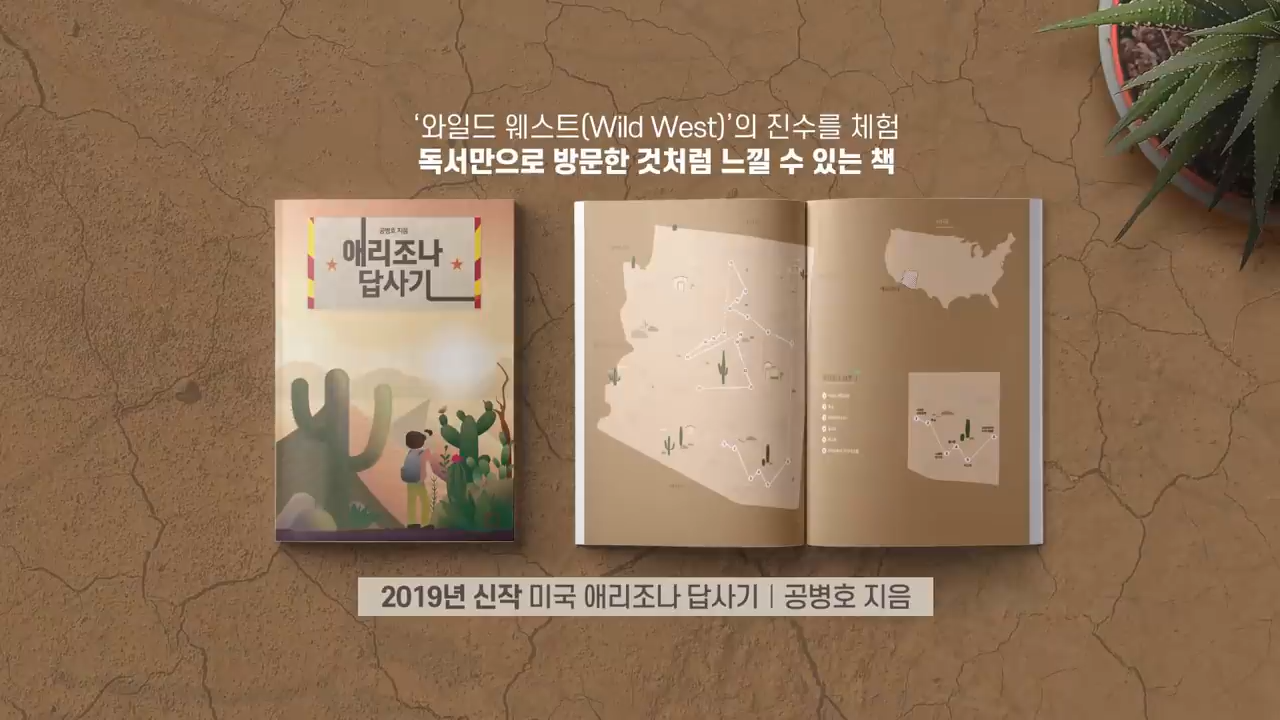 ‘와일드 웨스트(Wild West)’의 진수를 체험
독서만으로 방문한 것처럼 느낄 수 있는 책
공병호 지음
애리조나
답사기
2019년 신작 미국 애리조나 답사기 | 공병호 지음